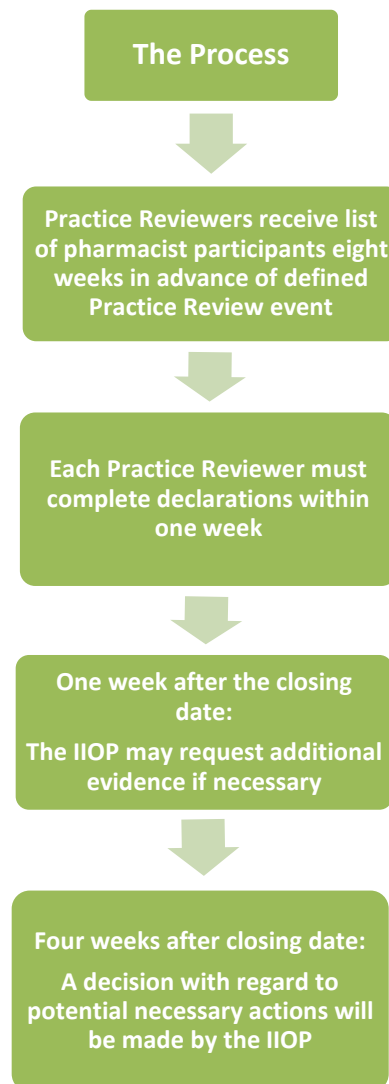 The Process
Practice Reviewers receive list
of pharmacist participants eight
weeks in advance of defined
Practice Review event
Each Practice Reviewer must
complete declarations within
one week
One week after the closing
date:
The IIOP may request additional
evidence if necessary
Four weeks after closing date:
A decision with regard to
potential necessary actions will
be made by the IIOP